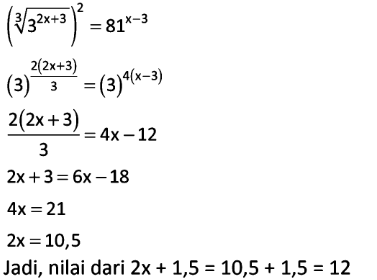 (∛(3^(2x+3)))^2 = 81^(x−3)
(3)^(2(2x+3)/3) = (3)^(4(x−3))
2(2x+3)/3 = 4x−12
2x+3=6x−18
4x=21
2x=10,5
Jadi, nilai dari 2x + 1,5 = 10,5 + 1,5 = 12